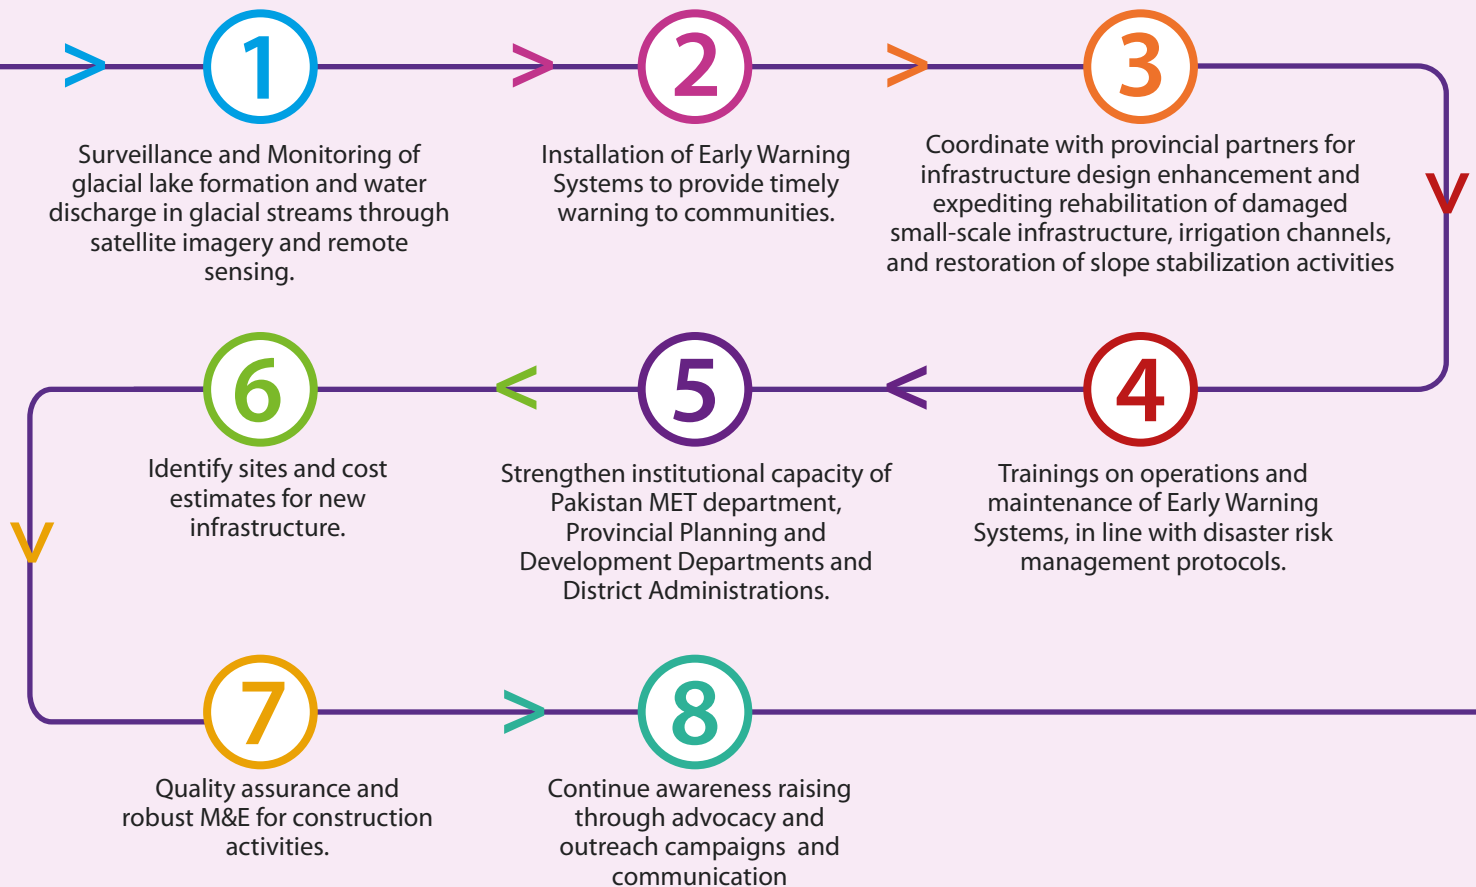 1
Surveillance and Monitoring of
glacial lake formation and water
discharge in glacial streams through
satellite imagery and remote
sensing.
2
Installation of Early Warning
Systems to provide timely
warning to communities.
3
Coordinate with provincial partners for
infrastructure design enhancement and
expediting rehabilitation of damaged
small-scale infrastructure, irrigation channels,
and restoration of slope stabilization activities
4
Trainings on operations and
maintenance of Early Warning
Systems, in line with disaster risk
management protocols.
5
Strengthen institutional capacity of
Pakistan MET department,
Provincial Planning and
Development Departments and
District Administrations.
6
Identify sites and cost
estimates for new
infrastructure.
7
Quality assurance and
robust M&E for construction
activities.
8
Continue awareness raising
through advocacy and
outreach campaigns and
communication